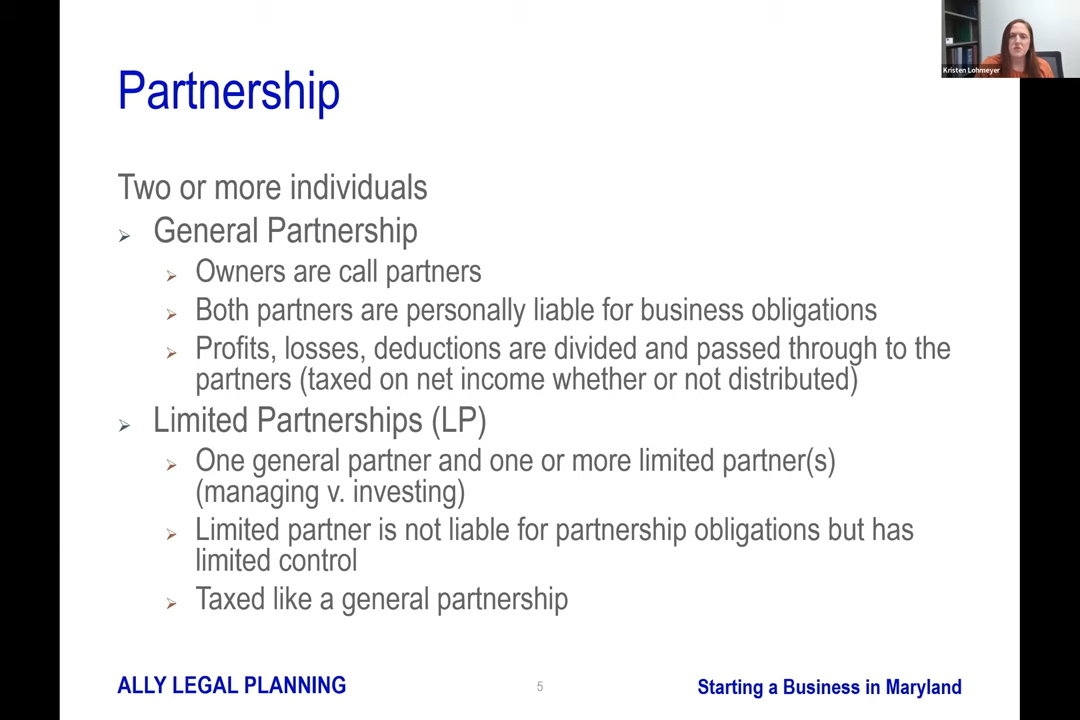 Kristen Lohmeyer
Partnership
Two or more individuals
General Partnership
Owners are call partners
Both partners are personally liable for business obligations
Profits, losses, deductions are divided and passed through to the
partners (taxed on net income whether or not distributed)
Limited Partnerships (LP)
One general partner and one or more limited partner(s)
(managing v. investing)
Limited partner is not liable for partnership obligations but has
limited control
Taxed like a general partnership
ALLY LEGAL PLANNING
5
Starting a Business in Maryland